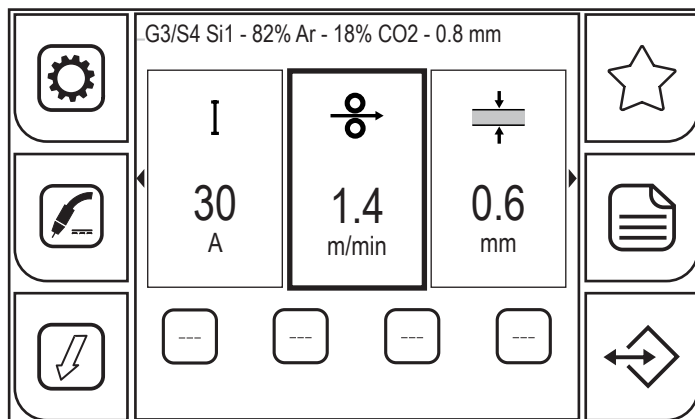 G3/S4 Si1 - 82% Ar - 18% CO2 - 0.8 mm
I
30
A
1.4
m/min
0.6
mm
---
---
---
---